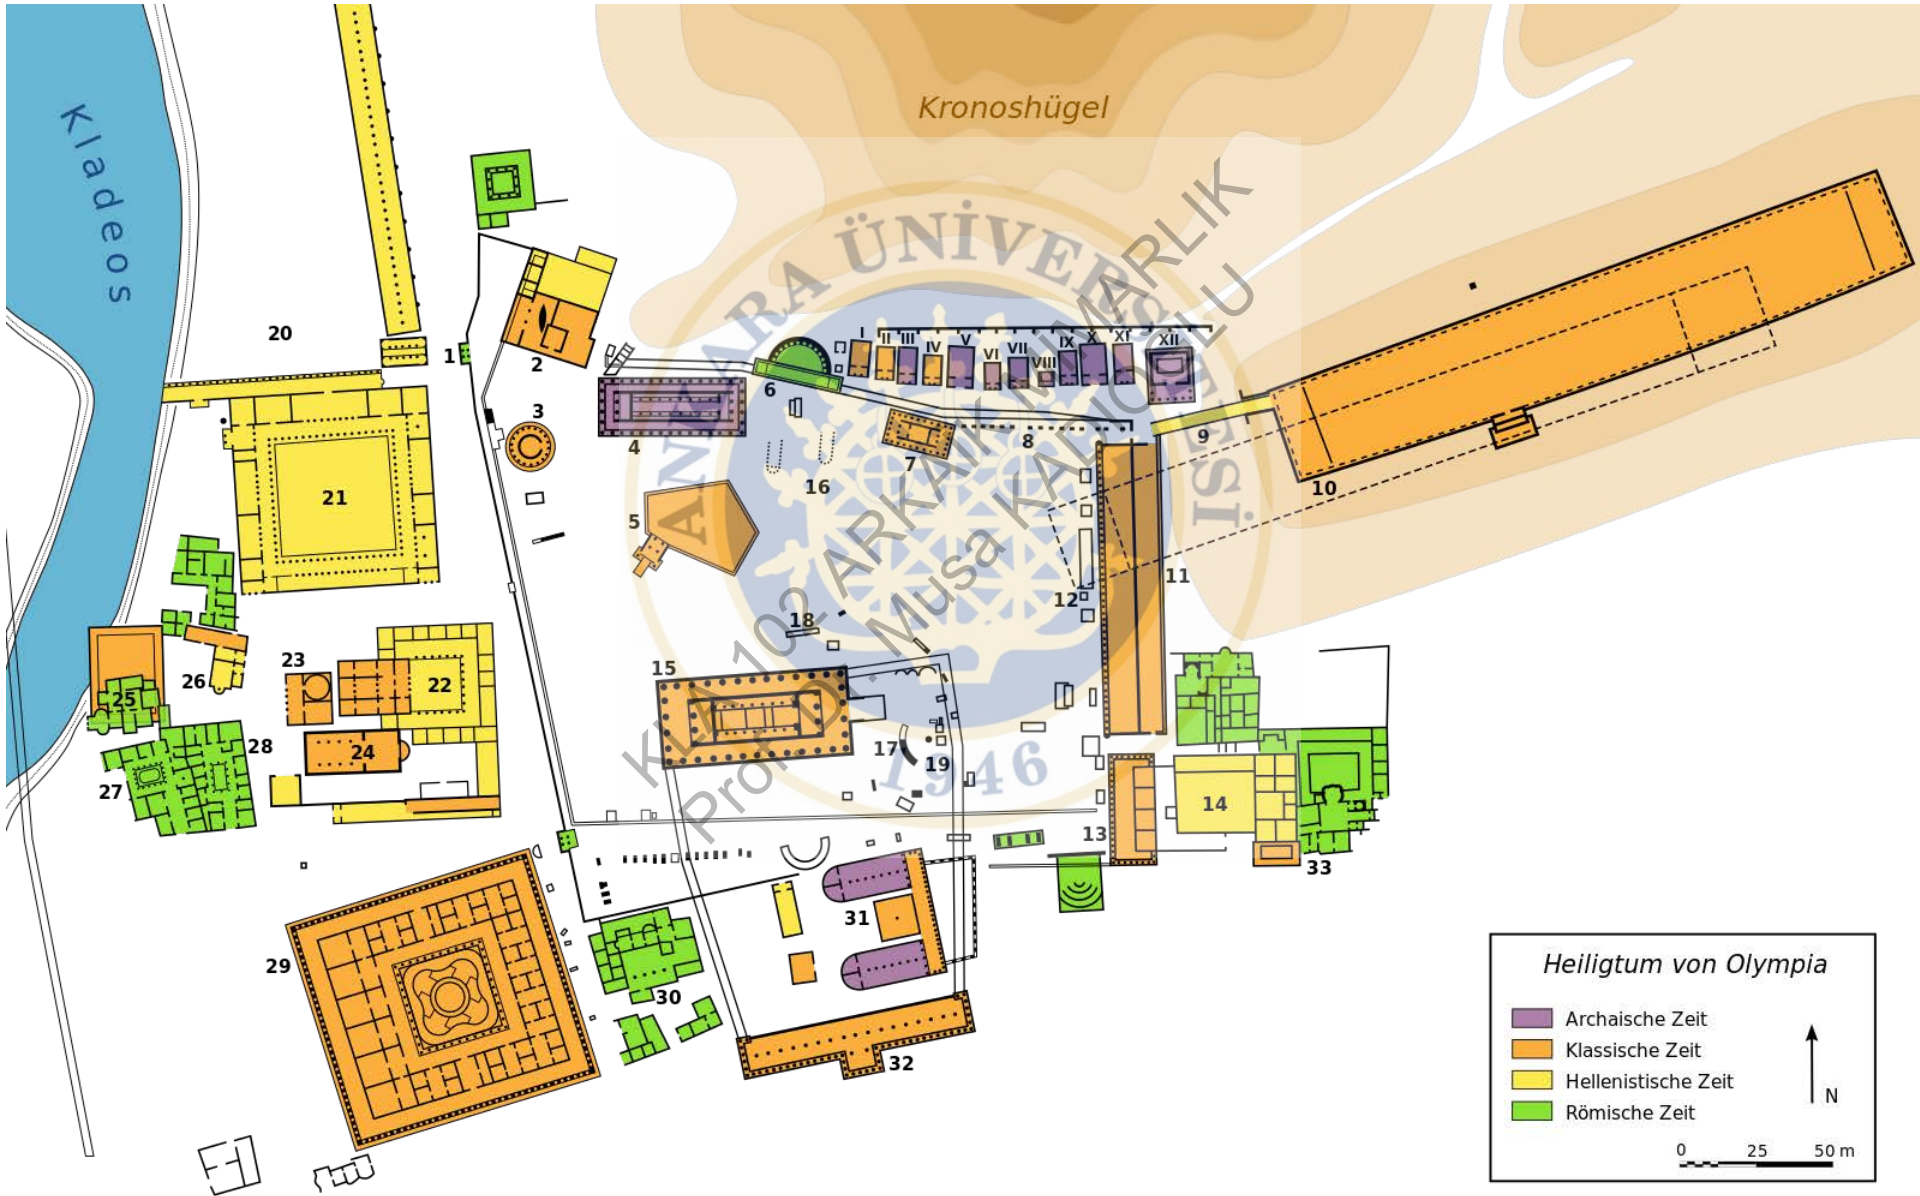 Kronoshügel
Kladeos
ANKARA ÜNİVERSİTESİ
1946
KLA 102 ARKAİK MİMARLIK
Prof. Dr. Musa KADIOĞLU
20
1
2
3
4
5
6
I
II
III
IV
V
VI
VII
VIII
IX
X
XI
XII
7
8
9
10
11
12
16
18
15
17
19
21
22
23
24
25
26
27
28
13
14
33
29
30
31
32
Heiligtum von Olympia
Archaische Zeit
Klassische Zeit
Hellenistische Zeit
Römische Zeit
N
0 25 50 m